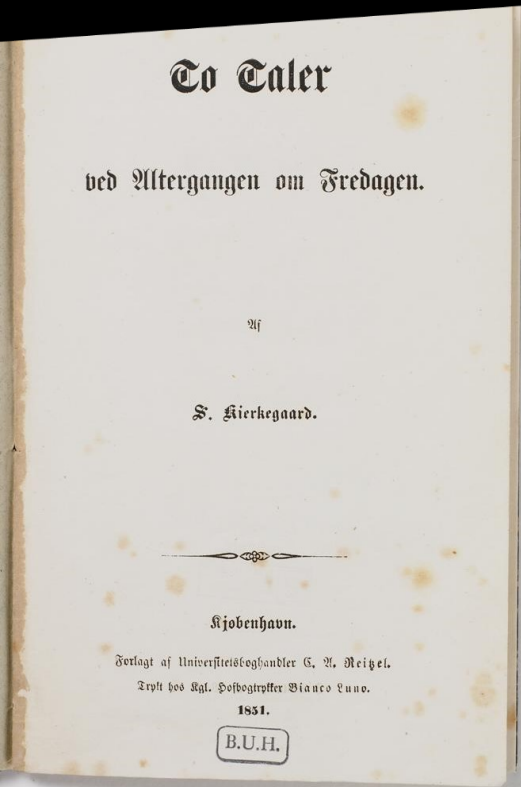 To Taler
ved Altergangen om Fredagen.
Af
S. Kierkegaard.
Kjøbenhavn.
Forlagt af Universitetsboghandler C. A. Reitzel.
Trykt hos Kgl. Hofbogtrykker Bianco Luno.
1851.
B.U.H.